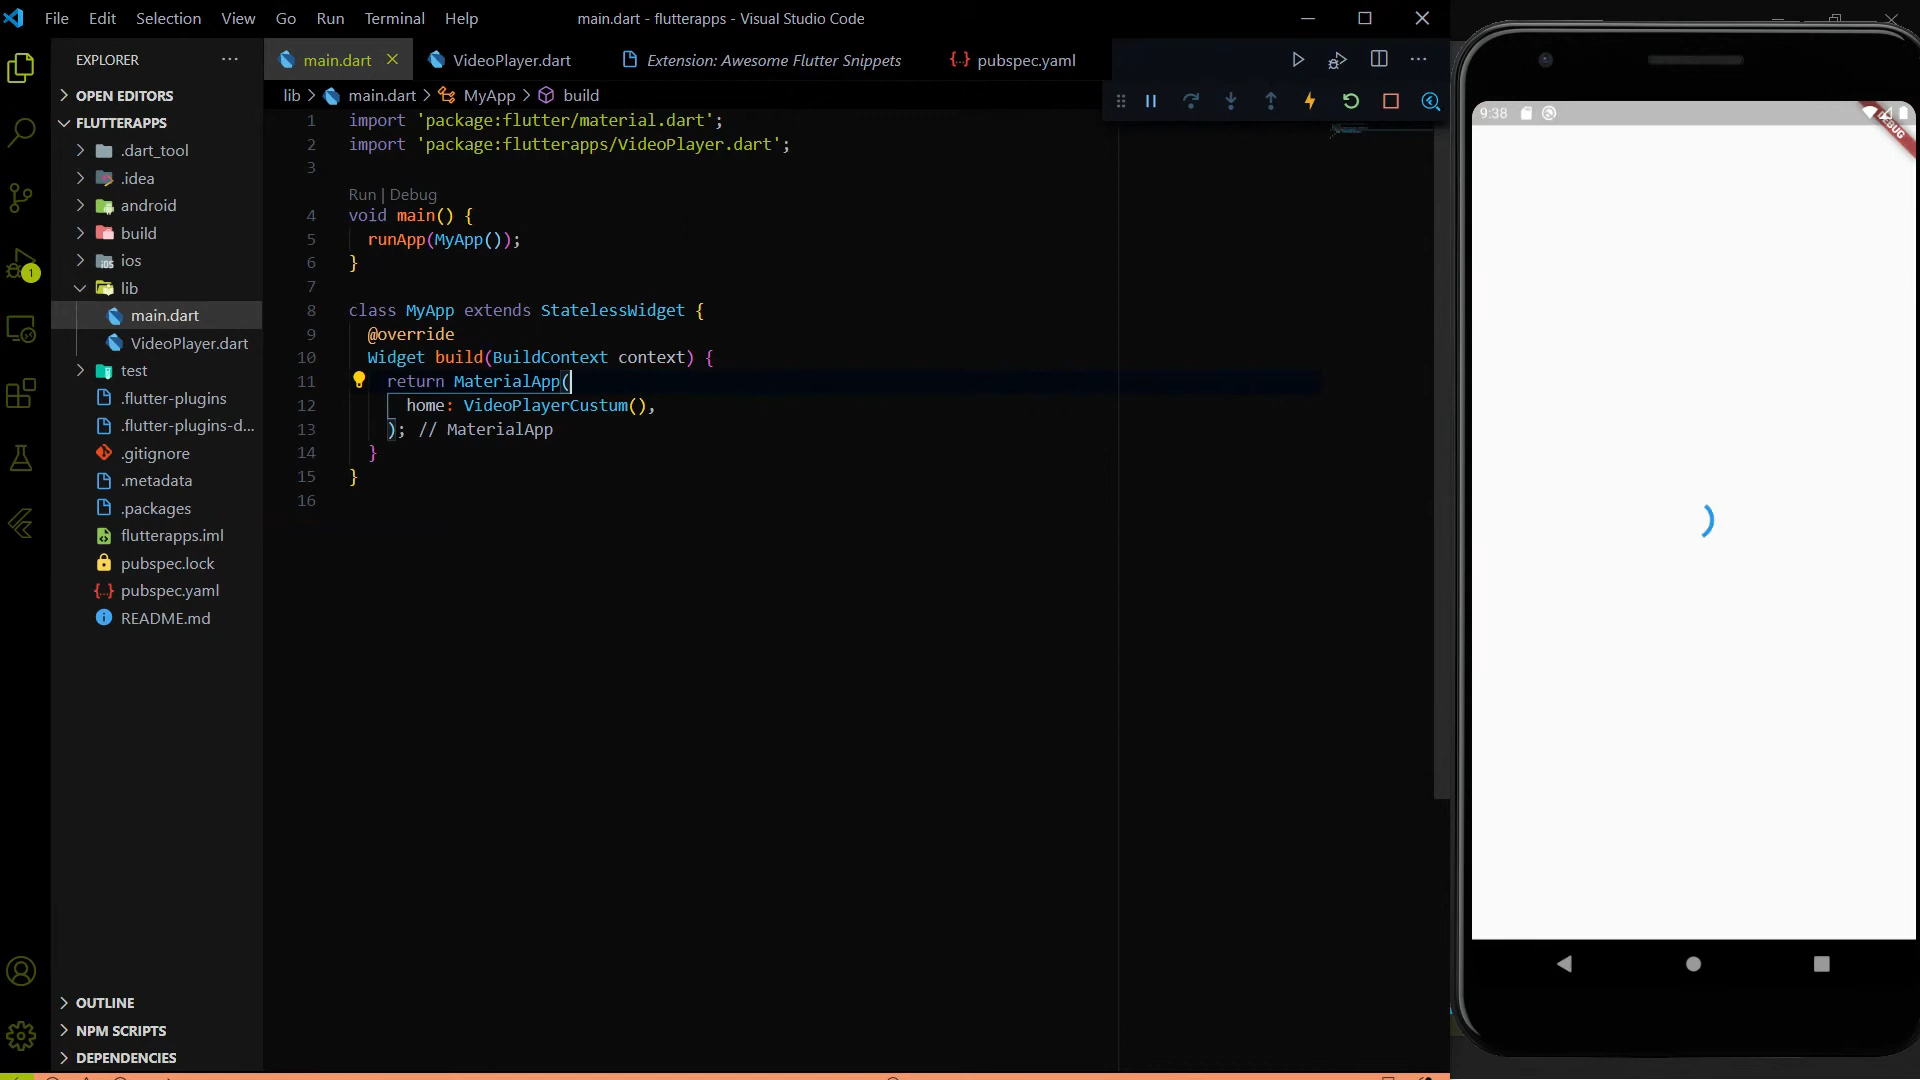 File Edit Selection View Go Run Terminal Help
main.dart - flutterapps - Visual Studio Code
EXPLORER
OPEN EDITORS
FLUTTERAPPS
.dart_tool
.idea
android
build
ios
lib
main.dart
VideoPlayer.dart
test
.flutter-plugins
.flutter-plugins-d...
.gitignore
.metadata
.packages
flutterapps.iml
pubspec.lock
pubspec.yaml
README.md
OUTLINE
NPM SCRIPTS
DEPENDENCIES
1
main.dart VideoPlayer.dart Extension: Awesome Flutter Snippets pubspec.yaml
lib main.dart MyApp build
1 import 'package:flutter/material.dart';
2 import 'package:flutterapps/VideoPlayer.dart';
3
Run | Debug
4 void main() {
5 runApp(MyApp());
6 }
7
8 class MyApp extends StatelessWidget {
9 @override
10 Widget build(BuildContext context) {
11 return MaterialApp(
12 home: VideoPlayerCustum(),
13 ); // MaterialApp
14 }
15 }
16
9:38
DEBUG